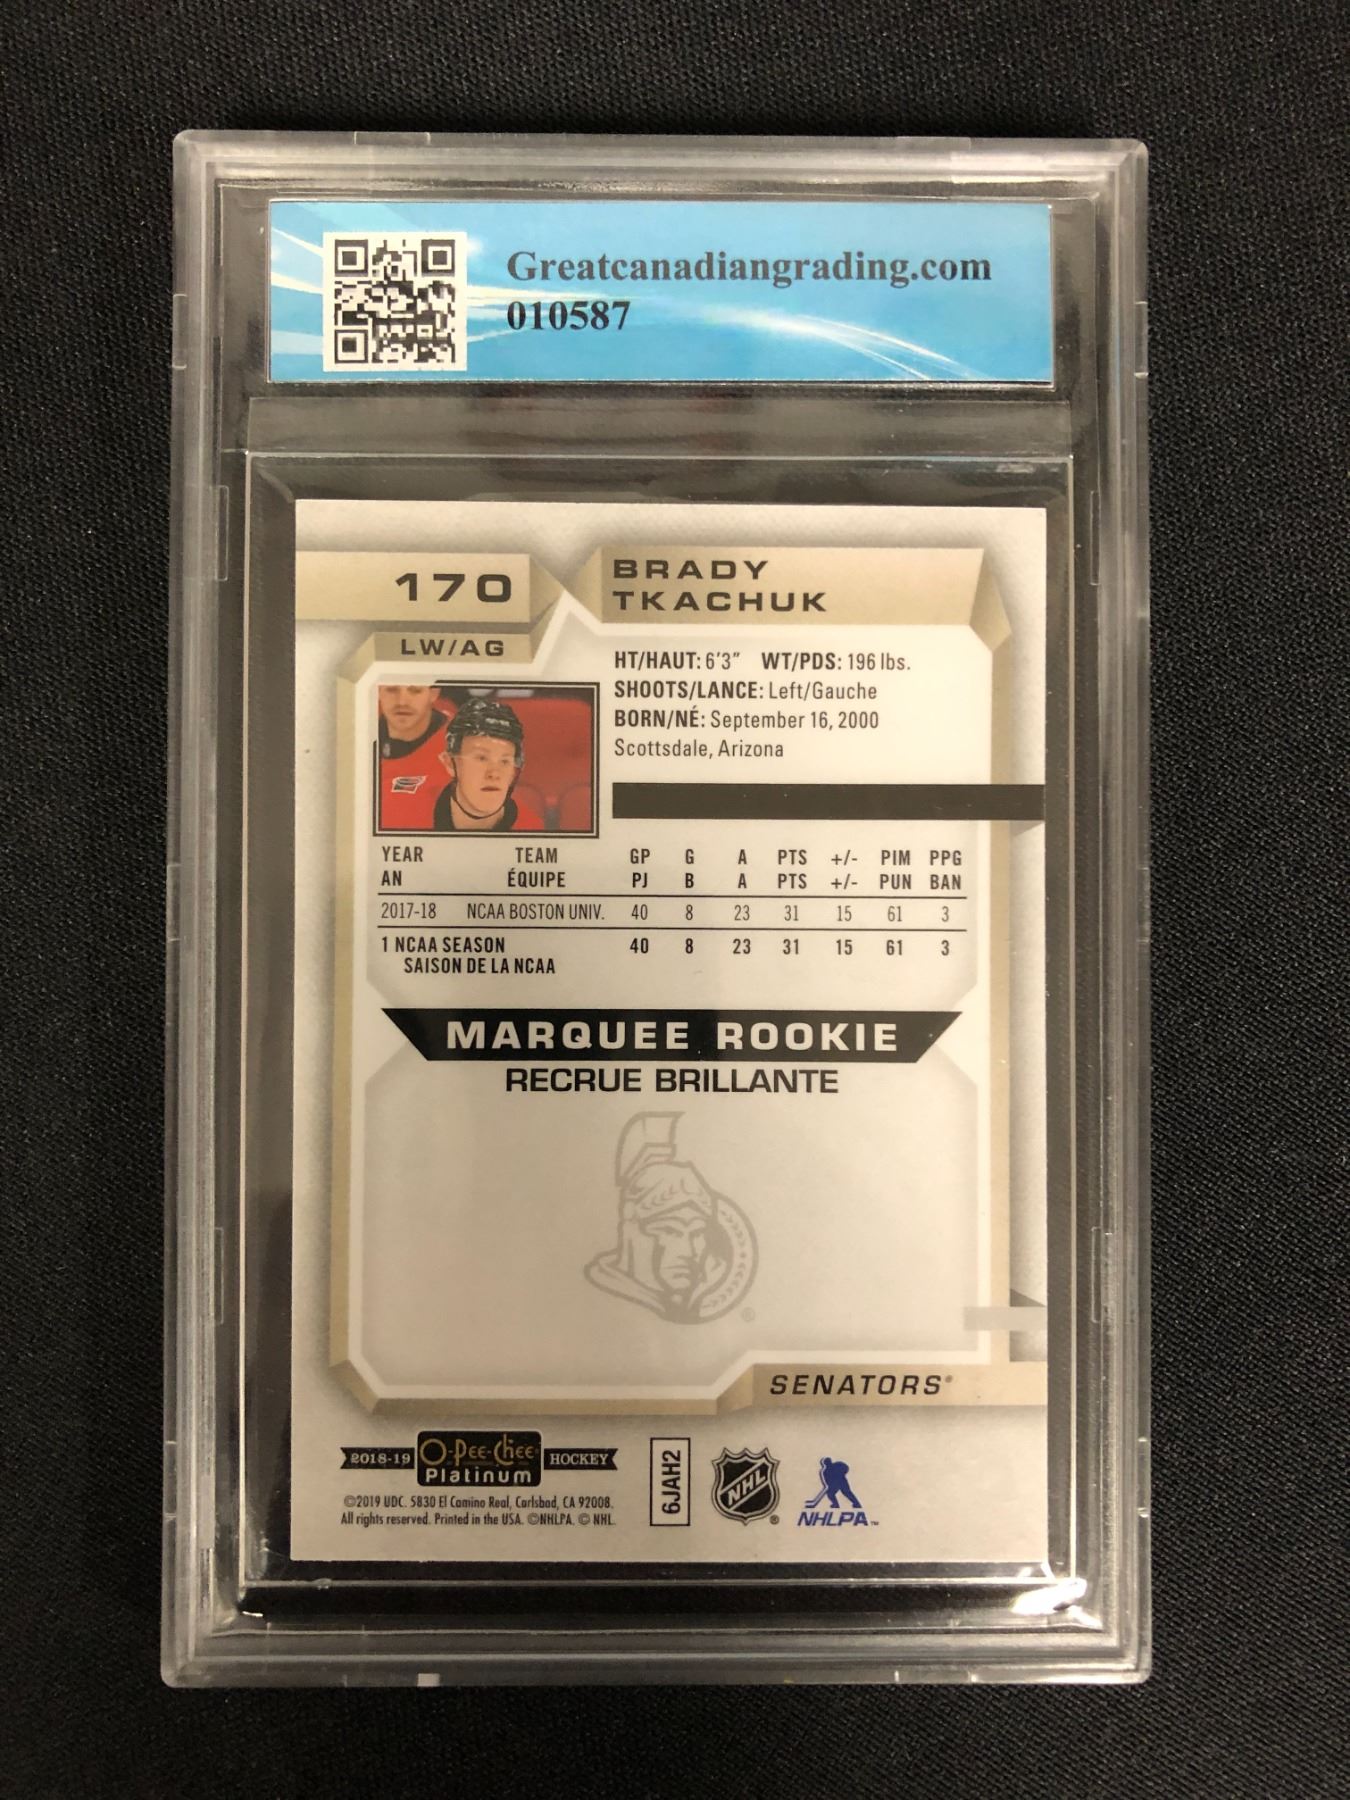 Greatcanadiangrading.com
010587
170
BRADY
TKACHUK
LW/AG
HT/HAUT: 6'3" WT/PDS: 196 lbs.
SHOOTS/LANCE: Left/Gauche
BORN/NÉ: September 16, 2000
Scottsdale, Arizona
YEAR TEAM GP G A PTS +/- PIM PPG
AN ÉQUIPE PJ B A PTS +/- PUN BAN
2017-18 NCAA BOSTON UNIV. 40 8 23 31 15 61 3
1 NCAA SEASON 40 8 23 31 15 61 3
SAISON DE LA NCAA
MARQUEE ROOKIE
RECRUE BRILLANTE
®
SENATORS®
2018-19 O-Pee-Chee Platinum HOCKEY
©2019 UDC. 5830 El Camino Real, Carlsbad, CA 92008.
All rights reserved. Printed in the USA. ©NHLPA. © NHL.
6JAH2
NHL ®
NHLPA™